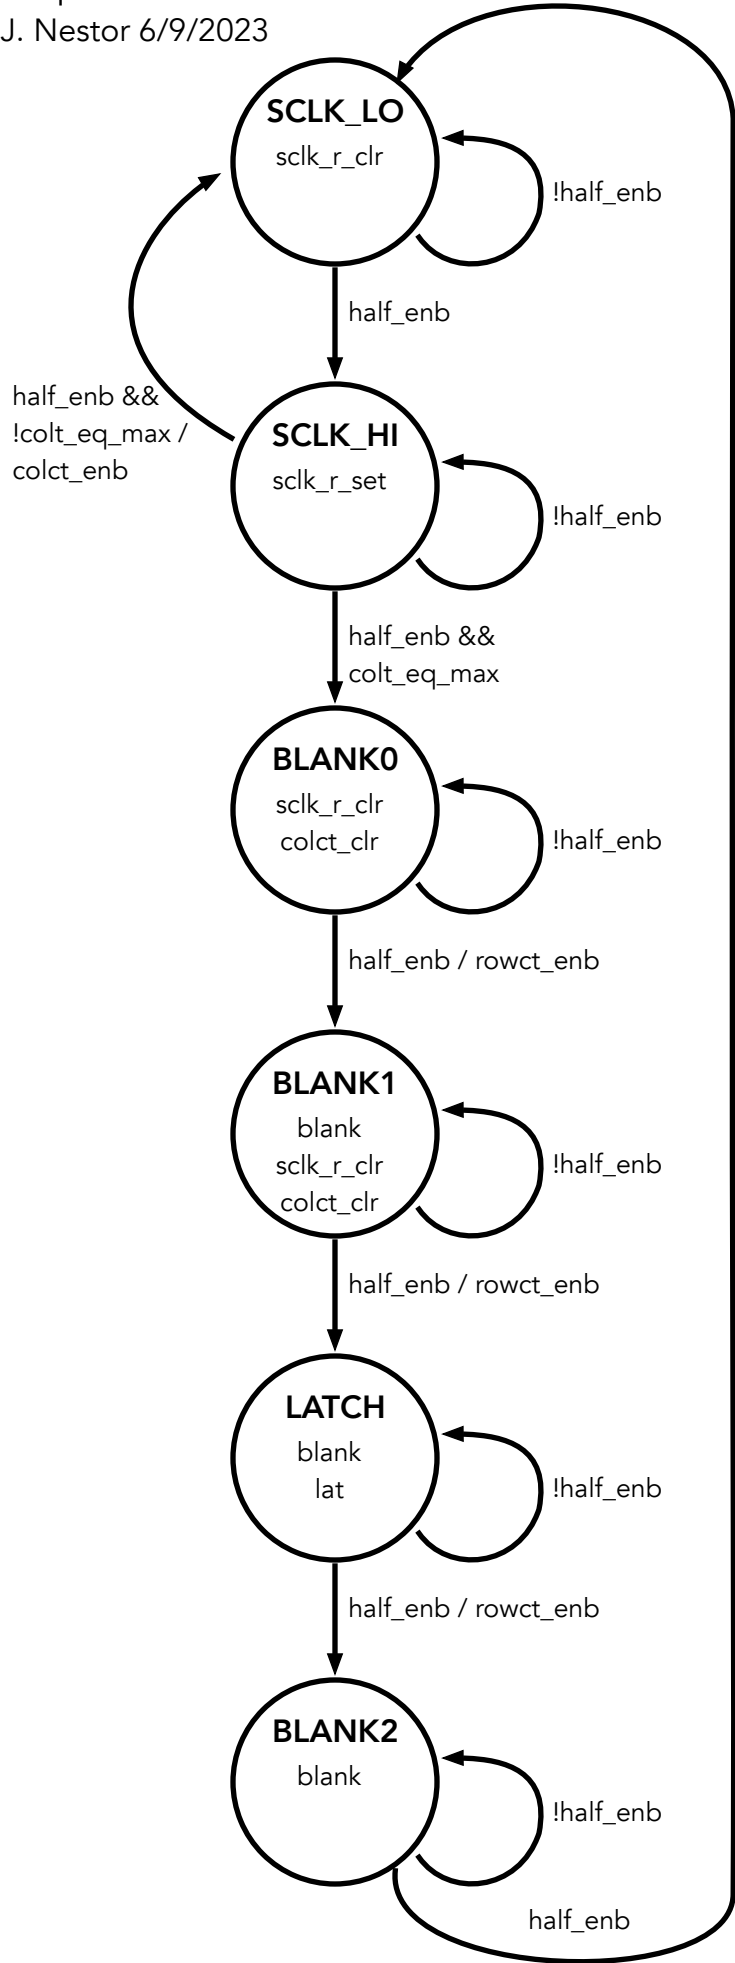 J. Nestor 6/9/2023
SCLK_LO
sclk_r_clr
!half_enb
half_enb
half_enb &&
!colt_eq_max /
colct_enb
SCLK_HI
sclk_r_set
!half_enb
half_enb &&
colt_eq_max
BLANK0
sclk_r_clr
colct_clr
!half_enb
half_enb / rowct_enb
BLANK1
blank
sclk_r_clr
colct_clr
!half_enb
half_enb / rowct_enb
LATCH
blank
lat
!half_enb
half_enb / rowct_enb
BLANK2
blank
!half_enb
half_enb